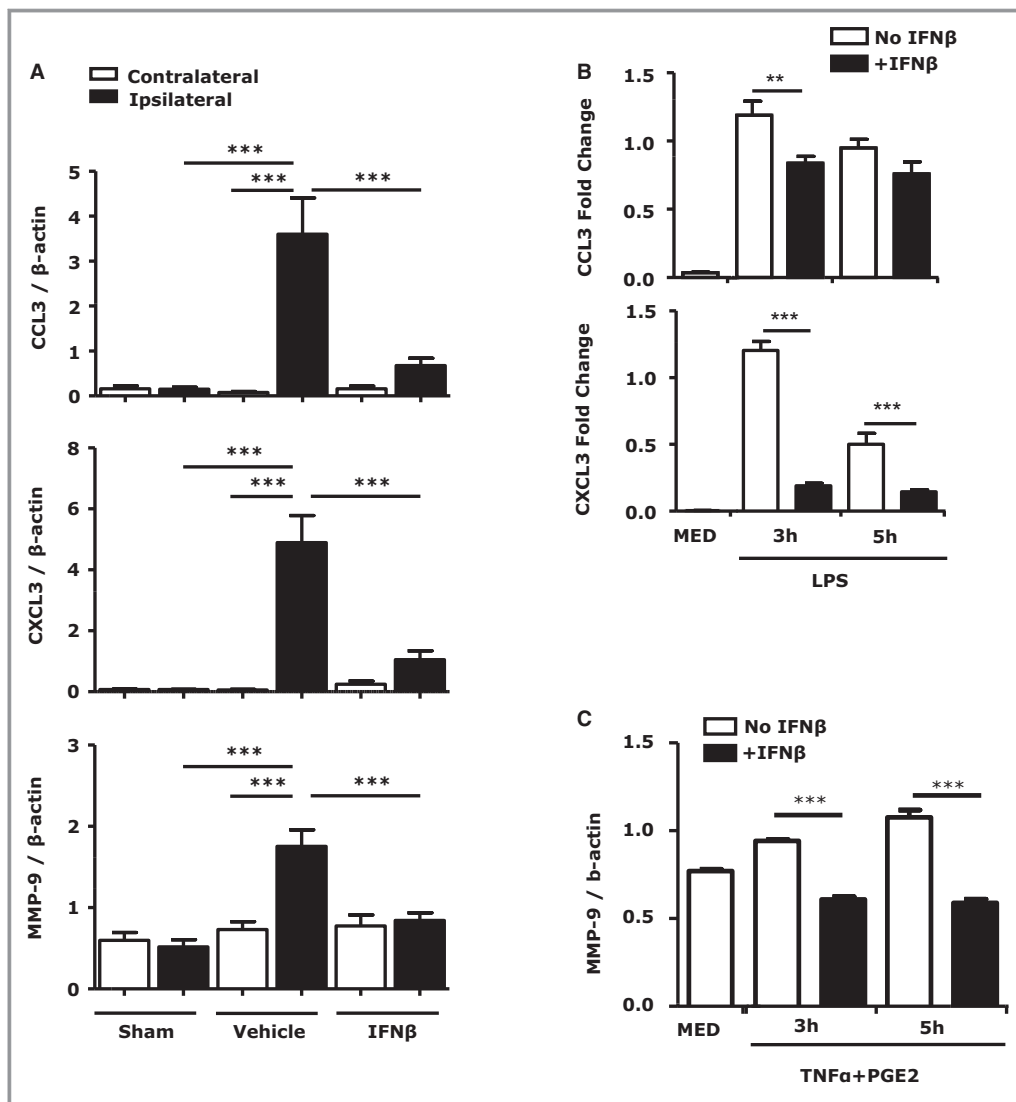 A
Contralateral
Ipsilateral
***
***
***
5
4
3
2
1
0
CCL3 / β-actin
***
***
***
8
6
4
2
0
CXCL3 / β-actin
***
***
***
3
2
1
0
MMP-9 / β-actin
Sham
Vehicle
IFNβ
B
No IFNβ
+IFNβ
**
1.5
1.0
0.5
0.0
CCL3 Fold Change
***
***
1.5
1.0
0.5
0.0
CXCL3 Fold Change
MED
3h
5h
LPS
C
No IFNβ
+IFNβ
***
***
1.5
1.0
0.5
0.0
MMP-9 / b-actin
MED
3h
5h
TNFα+PGE2